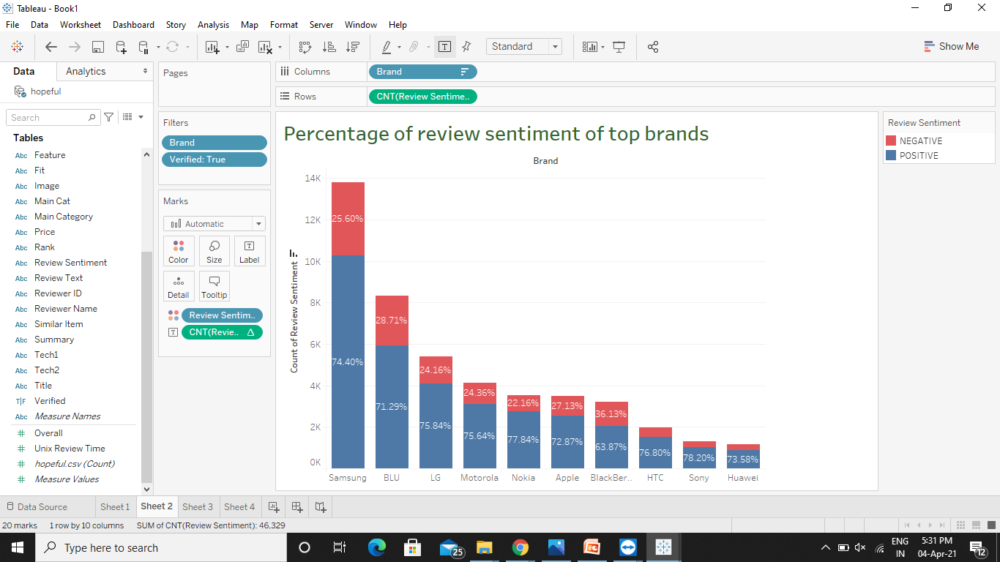 Tableau - Book1
File Data Worksheet Dashboard Story Analysis Map Format Server Window Help
Standard
Show Me
Data Analytics
hopeful
Search
Tables
Abc Feature
Abc Fit
Abc Image
Abc Main Cat
Abc Main Category
Abc Price
Abc Rank
Abc Review Sentiment
Abc Review Text
Abc Reviewer ID
Abc Reviewer Name
Abc Similar Item
Abc Summary
Abc Tech1
Abc Tech2
Abc Title
T|F Verified
Abc Measure Names
# Overall
# Unix Review Time
# hopeful.csv (Count)
# Measure Values
Pages
Filters
Brand
Verified: True
Marks
Automatic
Color Size Label
Detail Tooltip
Review Sentim..
CNT(Revie.. Δ
Columns Brand
Rows CNT(Review Sentime..
Percentage of review sentiment of top brands
Brand
Count of Review Sentiment
14K
12K
10K
8K
6K
4K
2K
0K
25.60%
74.40%
28.71%
71.29%
24.16%
75.84%
24.36%
75.64%
22.16%
77.84%
27.13%
72.87%
36.13%
63.87%
76.80%
78.20%
73.58%
Samsung BLU LG Motorola Nokia Apple BlackBer.. HTC Sony Huawei
Review Sentiment
NEGATIVE
POSITIVE
Data Source Sheet 1 Sheet 2 Sheet 3 Sheet 4
20 marks 1 row by 10 columns SUM of CNT(Review Sentiment): 46,329
Type here to search
25
ENG
IN
5:31 PM
04-Apr-21
12